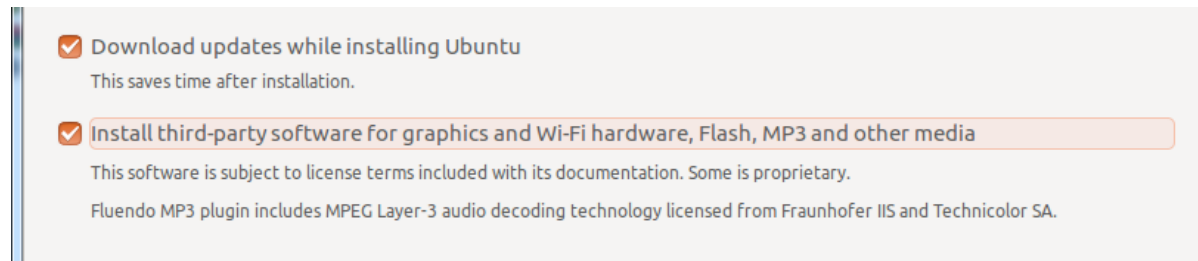 Download updates while installing Ubuntu
This saves time after installation.
Install third-party software for graphics and Wi-Fi hardware, Flash, MP3 and other media
This software is subject to license terms included with its documentation. Some is proprietary.
Fluendo MP3 plugin includes MPEG Layer-3 audio decoding technology licensed from Fraunhofer IIS and Technicolor SA.